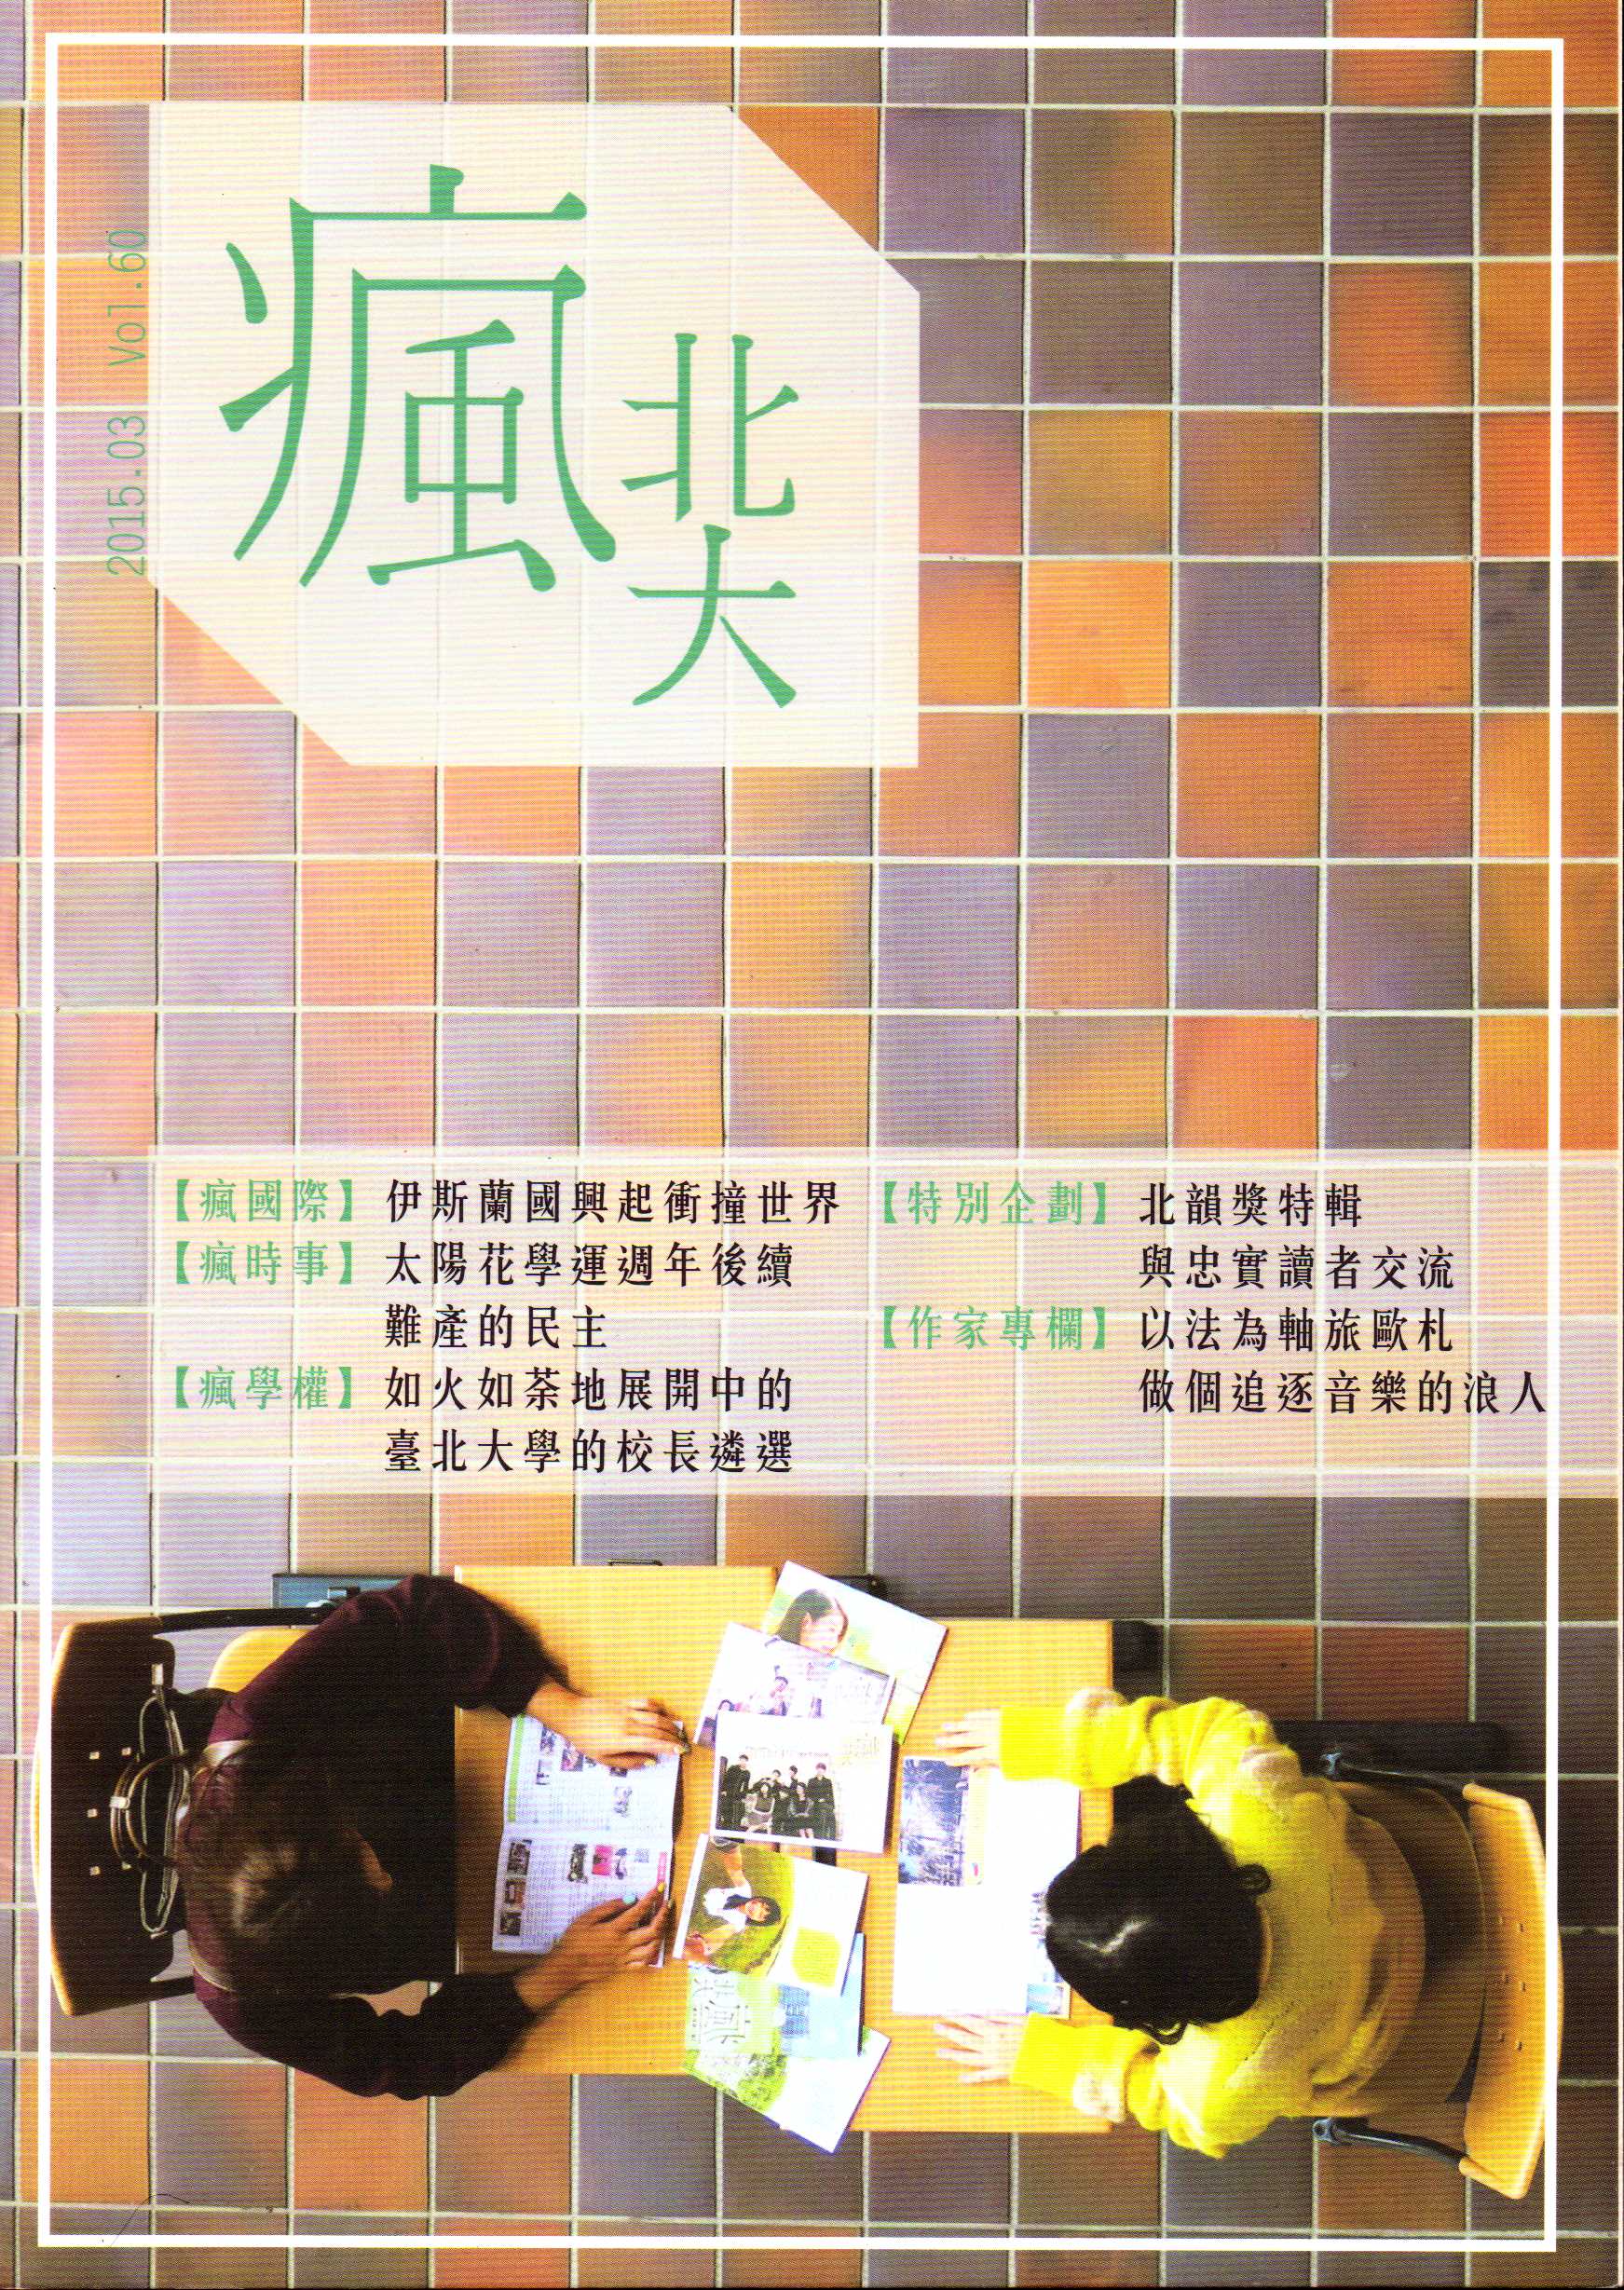 瘋
北大
2015.03 Vol.60
【瘋國際】伊斯蘭國興起衝撞世界
【瘋時事】太陽花學運週年後續
難產的民主
【瘋學權】如火如荼地展開中的
臺北大學的校長遴選
【特別企劃】北韻獎特輯
與忠實讀者交流
【作家專欄】以法為軸旅歐札
做個追逐音樂的浪人